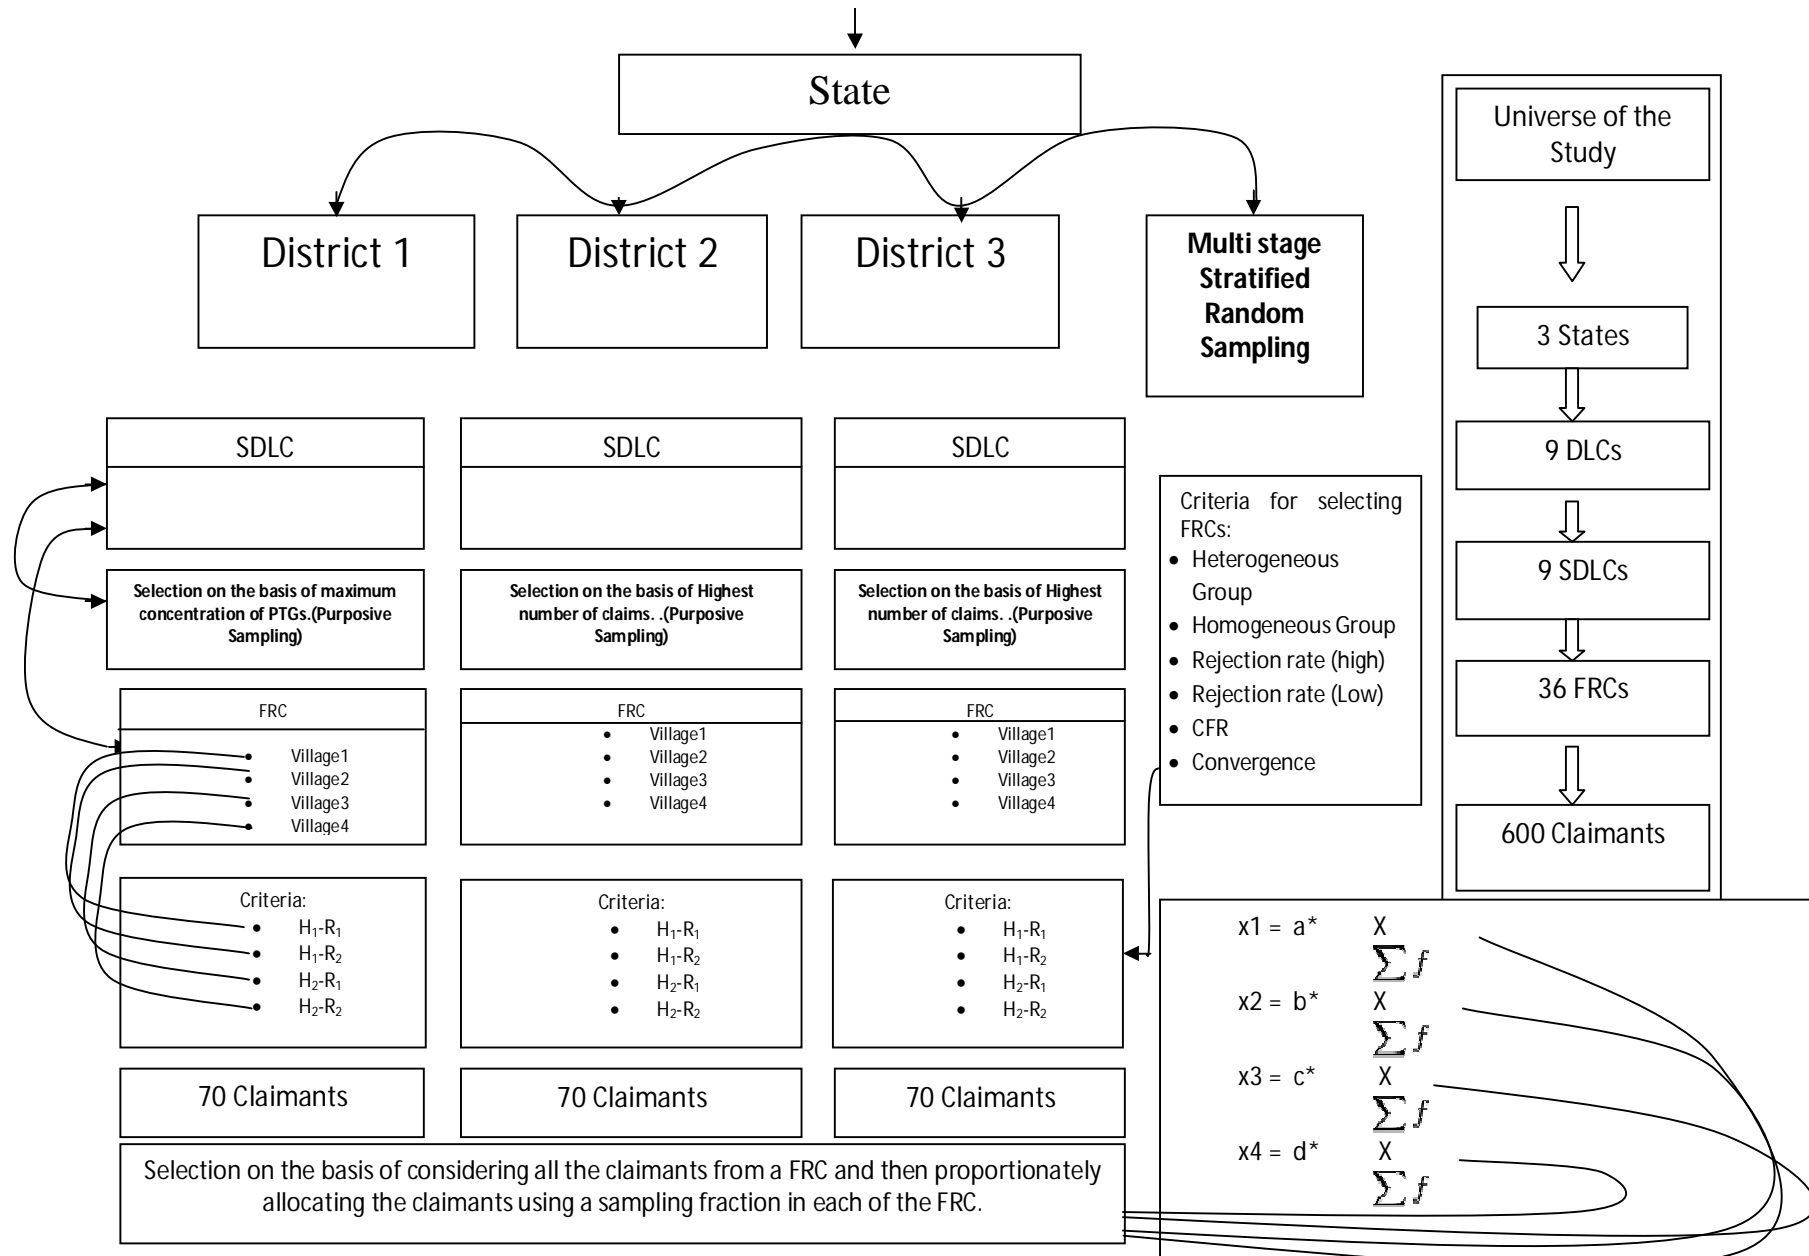 State
District 1
District 2
District 3
Multi stage
Stratified
Random
Sampling
SDLC
SDLC
SDLC
Selection on the basis of maximum
concentration of PTGs.(Purposive
Sampling)
Selection on the basis of Highest
number of claims. .(Purposive
Sampling)
Selection on the basis of Highest
number of claims. .(Purposive
Sampling)
FRC
• Village1
• Village2
• Village3
• Village4
FRC
• Village1
• Village2
• Village3
• Village4
FRC
• Village1
• Village2
• Village3
• Village4
Criteria:
• H₁-R₁
• H₁-R₂
• H₂-R₁
• H₂-R₂
Criteria:
• H₁-R₁
• H₁-R₂
• H₂-R₁
• H₂-R₂
Criteria:
• H₁-R₁
• H₁-R₂
• H₂-R₁
• H₂-R₂
70 Claimants
70 Claimants
70 Claimants
Selection on the basis of considering all the claimants from a FRC and then proportionately
allocating the claimants using a sampling fraction in each of the FRC.
Criteria for selecting
FRCs:
• Heterogeneous
Group
• Homogeneous Group
• Rejection rate (high)
• Rejection rate (Low)
• CFR
• Convergence
Universe of the
Study
3 States
9 DLCs
9 SDLCs
36 FRCs
600 Claimants
x1 = a* X
∑ f
x2 = b* X
∑ f
x3 = c* X
∑ f
x4 = d* X
∑ f